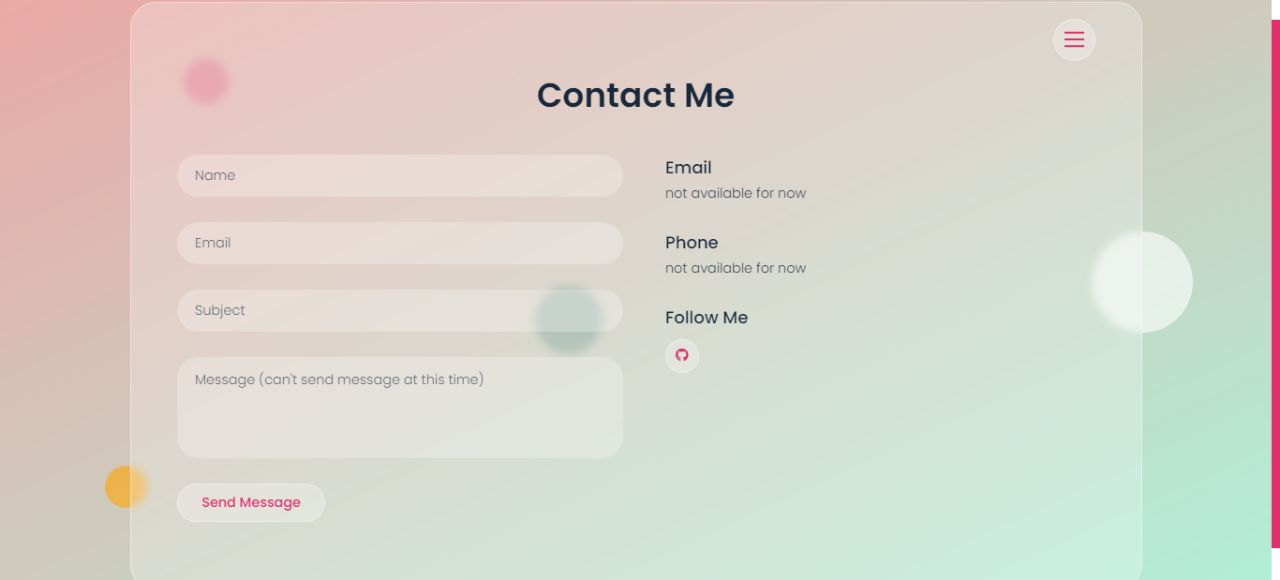 Contact Me
Name
Email
Subject
Message (can't send message at this time)
Send Message
Email
not available for now
Phone
not available for now
Follow Me